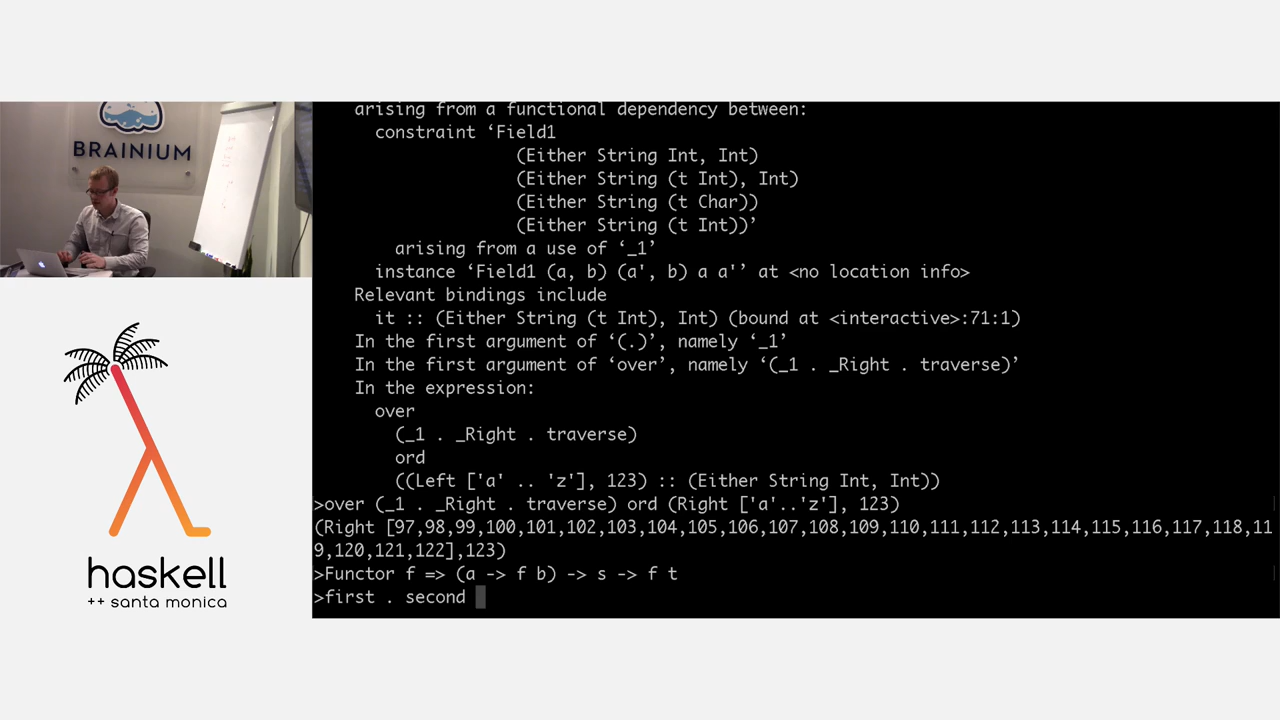 BRAINIUM
arising from a functional dependency between:
constraint ‘Field1
(Either String Int, Int)
(Either String (t Int), Int)
(Either String (t Char))
(Either String (t Int))’
arising from a use of ‘_1’
instance ‘Field1 (a, b) (a', b) a a'’ at <no location info>
Relevant bindings include
it :: (Either String (t Int), Int) (bound at <interactive>:71:1)
In the first argument of ‘(.)’, namely ‘_1’
In the first argument of ‘over’, namely ‘(_1 . _Right . traverse)’
In the expression:
over
(_1 . _Right . traverse)
ord
((Left ['a' .. 'z'], 123) :: (Either String Int, Int))
>over (_1 . _Right . traverse) ord (Right ['a'..'z'], 123)
(Right [97,98,99,100,101,102,103,104,105,106,107,108,109,110,111,112,113,114,115,116,117,118,11
9,120,121,122],123)
>Functor f => (a -> f b) -> s -> f t
>first . second
haskell
++ santa monica